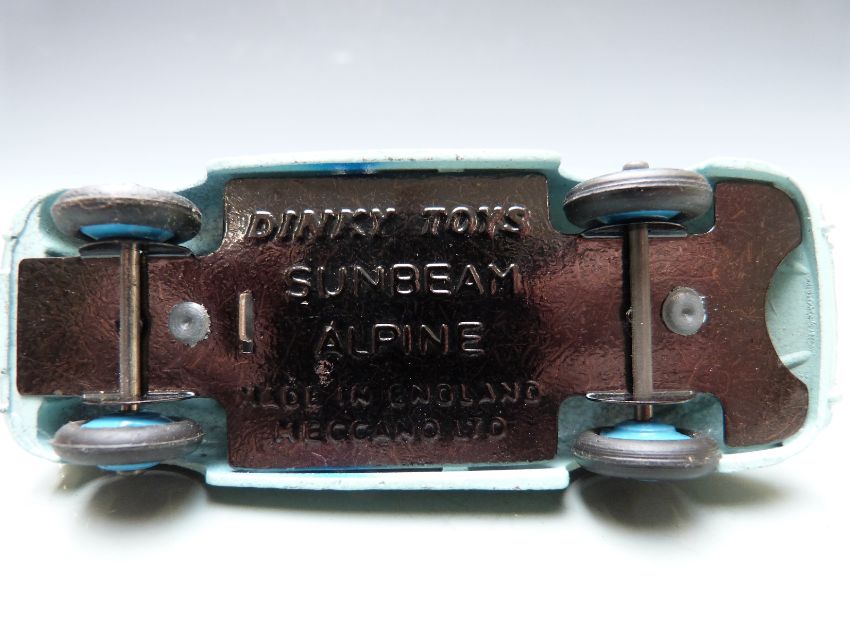 DINKY TOYS
SUNBEAM
ALPINE
MADE IN ENGLAND
MECCANO LTD